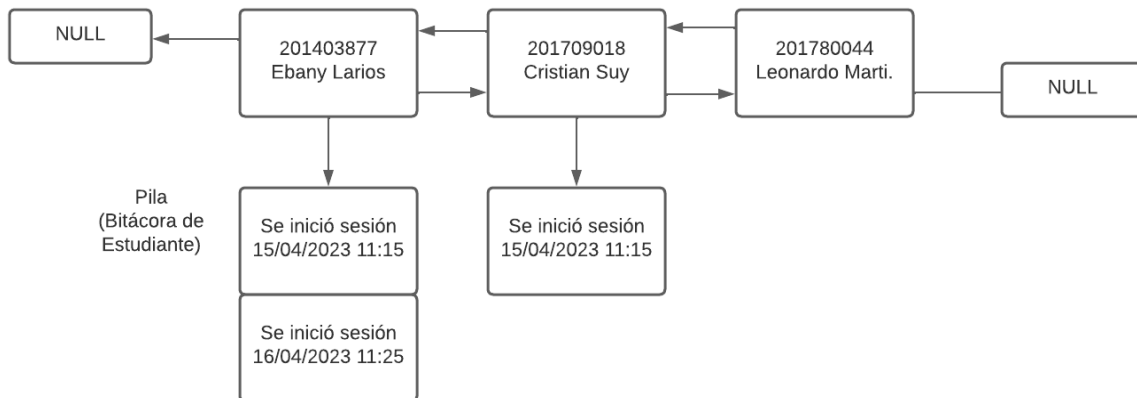 NULL
201403877
Ebany Larios
201709018
Cristian Suy
201780044
Leonardo Marti.
NULL
Pila
(Bitácora de
Estudiante)
Se inició sesión
15/04/2023 11:15
Se inició sesión
15/04/2023 11:15
Se inició sesión
16/04/2023 11:25